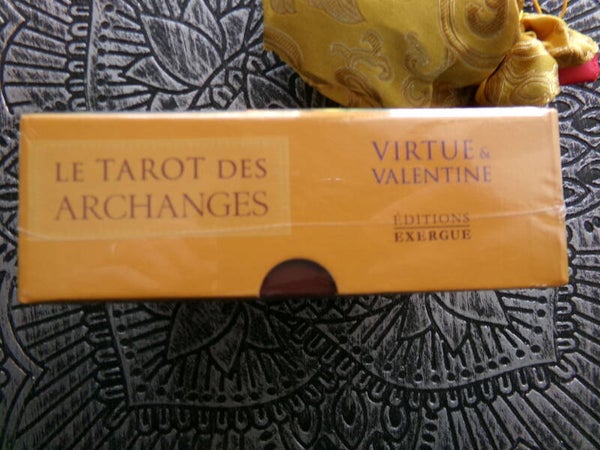 LE TAROT DES
ARCHANGES
VIRTUE &
VALENTINE
ÉDITIONS
EXERGUE